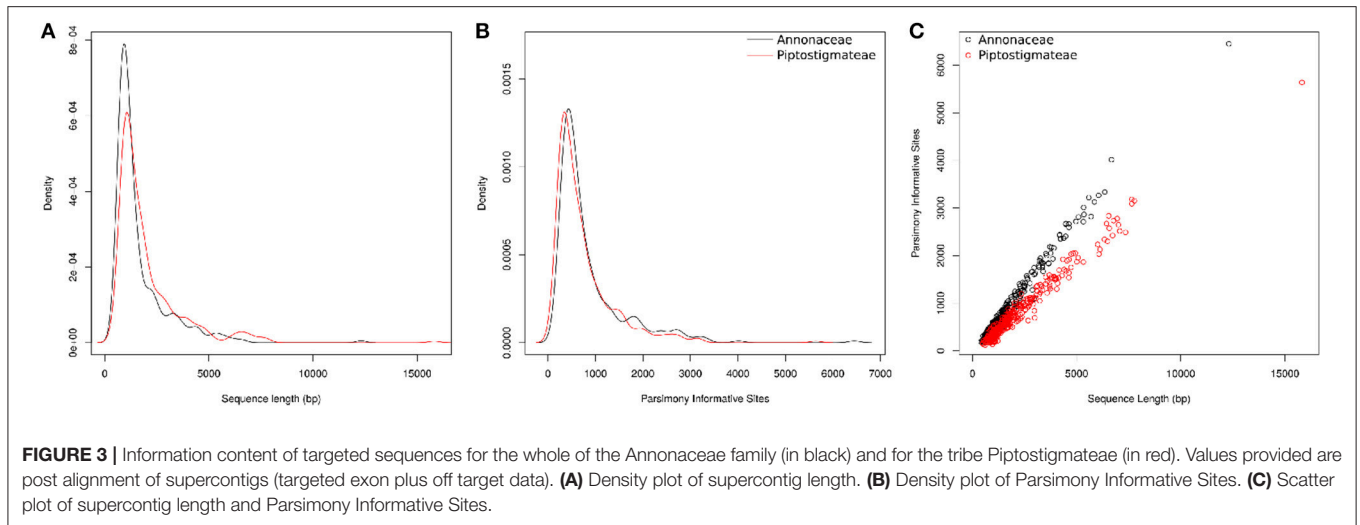 A
8e-04
6e-04
4e-04
2e-04
0e+00
Density
0
5000
10000
15000
Sequence length (bp)
B
Annonaceae
Piptostigmateae
0.0015
0.0010
0.0005
0.0000
Density
0
1000
2000
3000
4000
5000
6000
7000
Parsimony Informative Sites
C
Annonaceae
Piptostigmateae
6000
5000
4000
3000
2000
1000
0
Parsimony Informative Sites
0
5000
10000
15000
Sequence Length (bp)
FIGURE 3 | Information content of targeted sequences for the whole of the Annonaceae family (in black) and for the tribe Piptostigmateae (in red). Values provided are
post alignment of supercontigs (targeted exon plus off target data). (A) Density plot of supercontig length. (B) Density plot of Parsimony Informative Sites. (C) Scatter
plot of supercontig length and Parsimony Informative Sites.